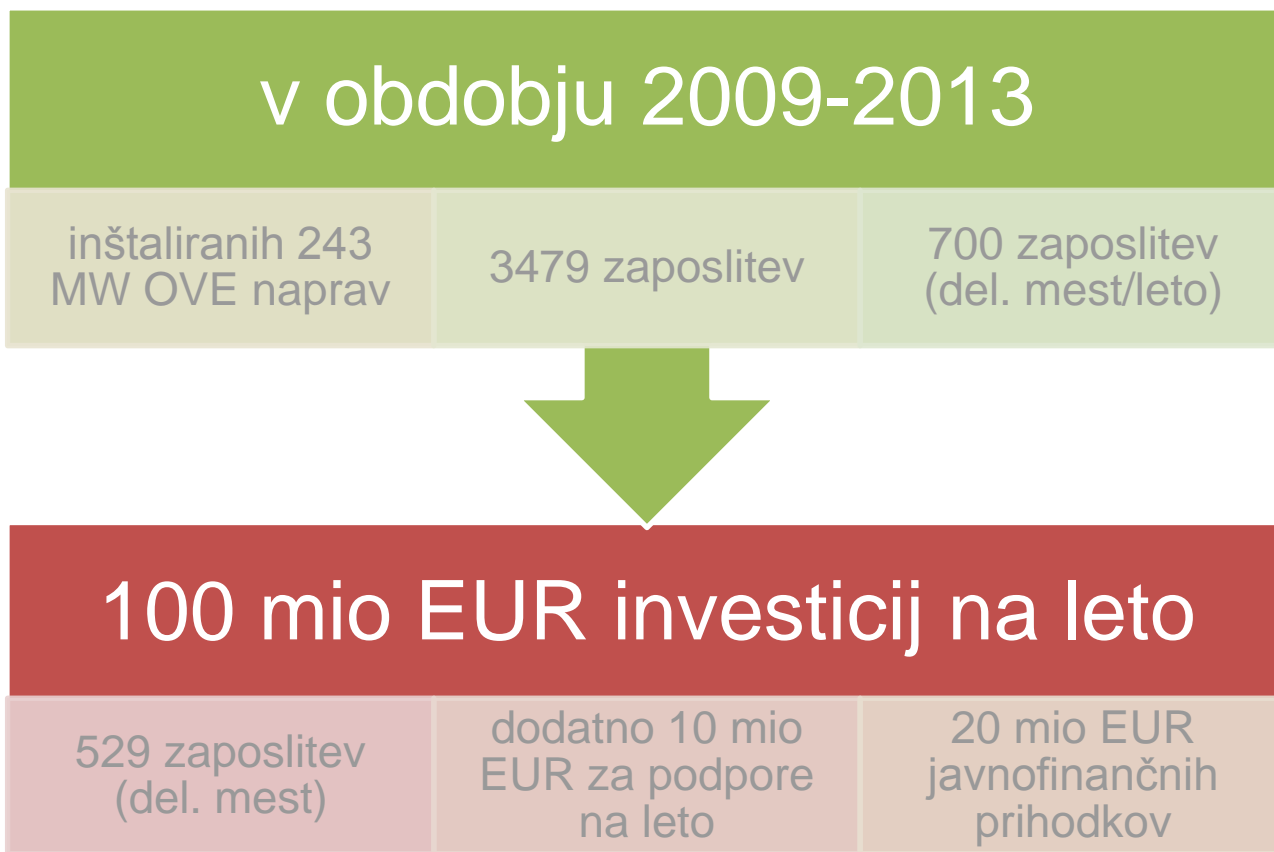 v obdobju 2009-2013
inštaliranih 243
MW OVE naprav
3479 zaposlitev
700 zaposlitev
(del. mest/leto)
100 mio EUR investicij na leto
529 zaposlitev
(del. mest)
dodatno 10 mio
EUR za podpore
na leto
20 mio EUR
javnofinančnih
prihodkov